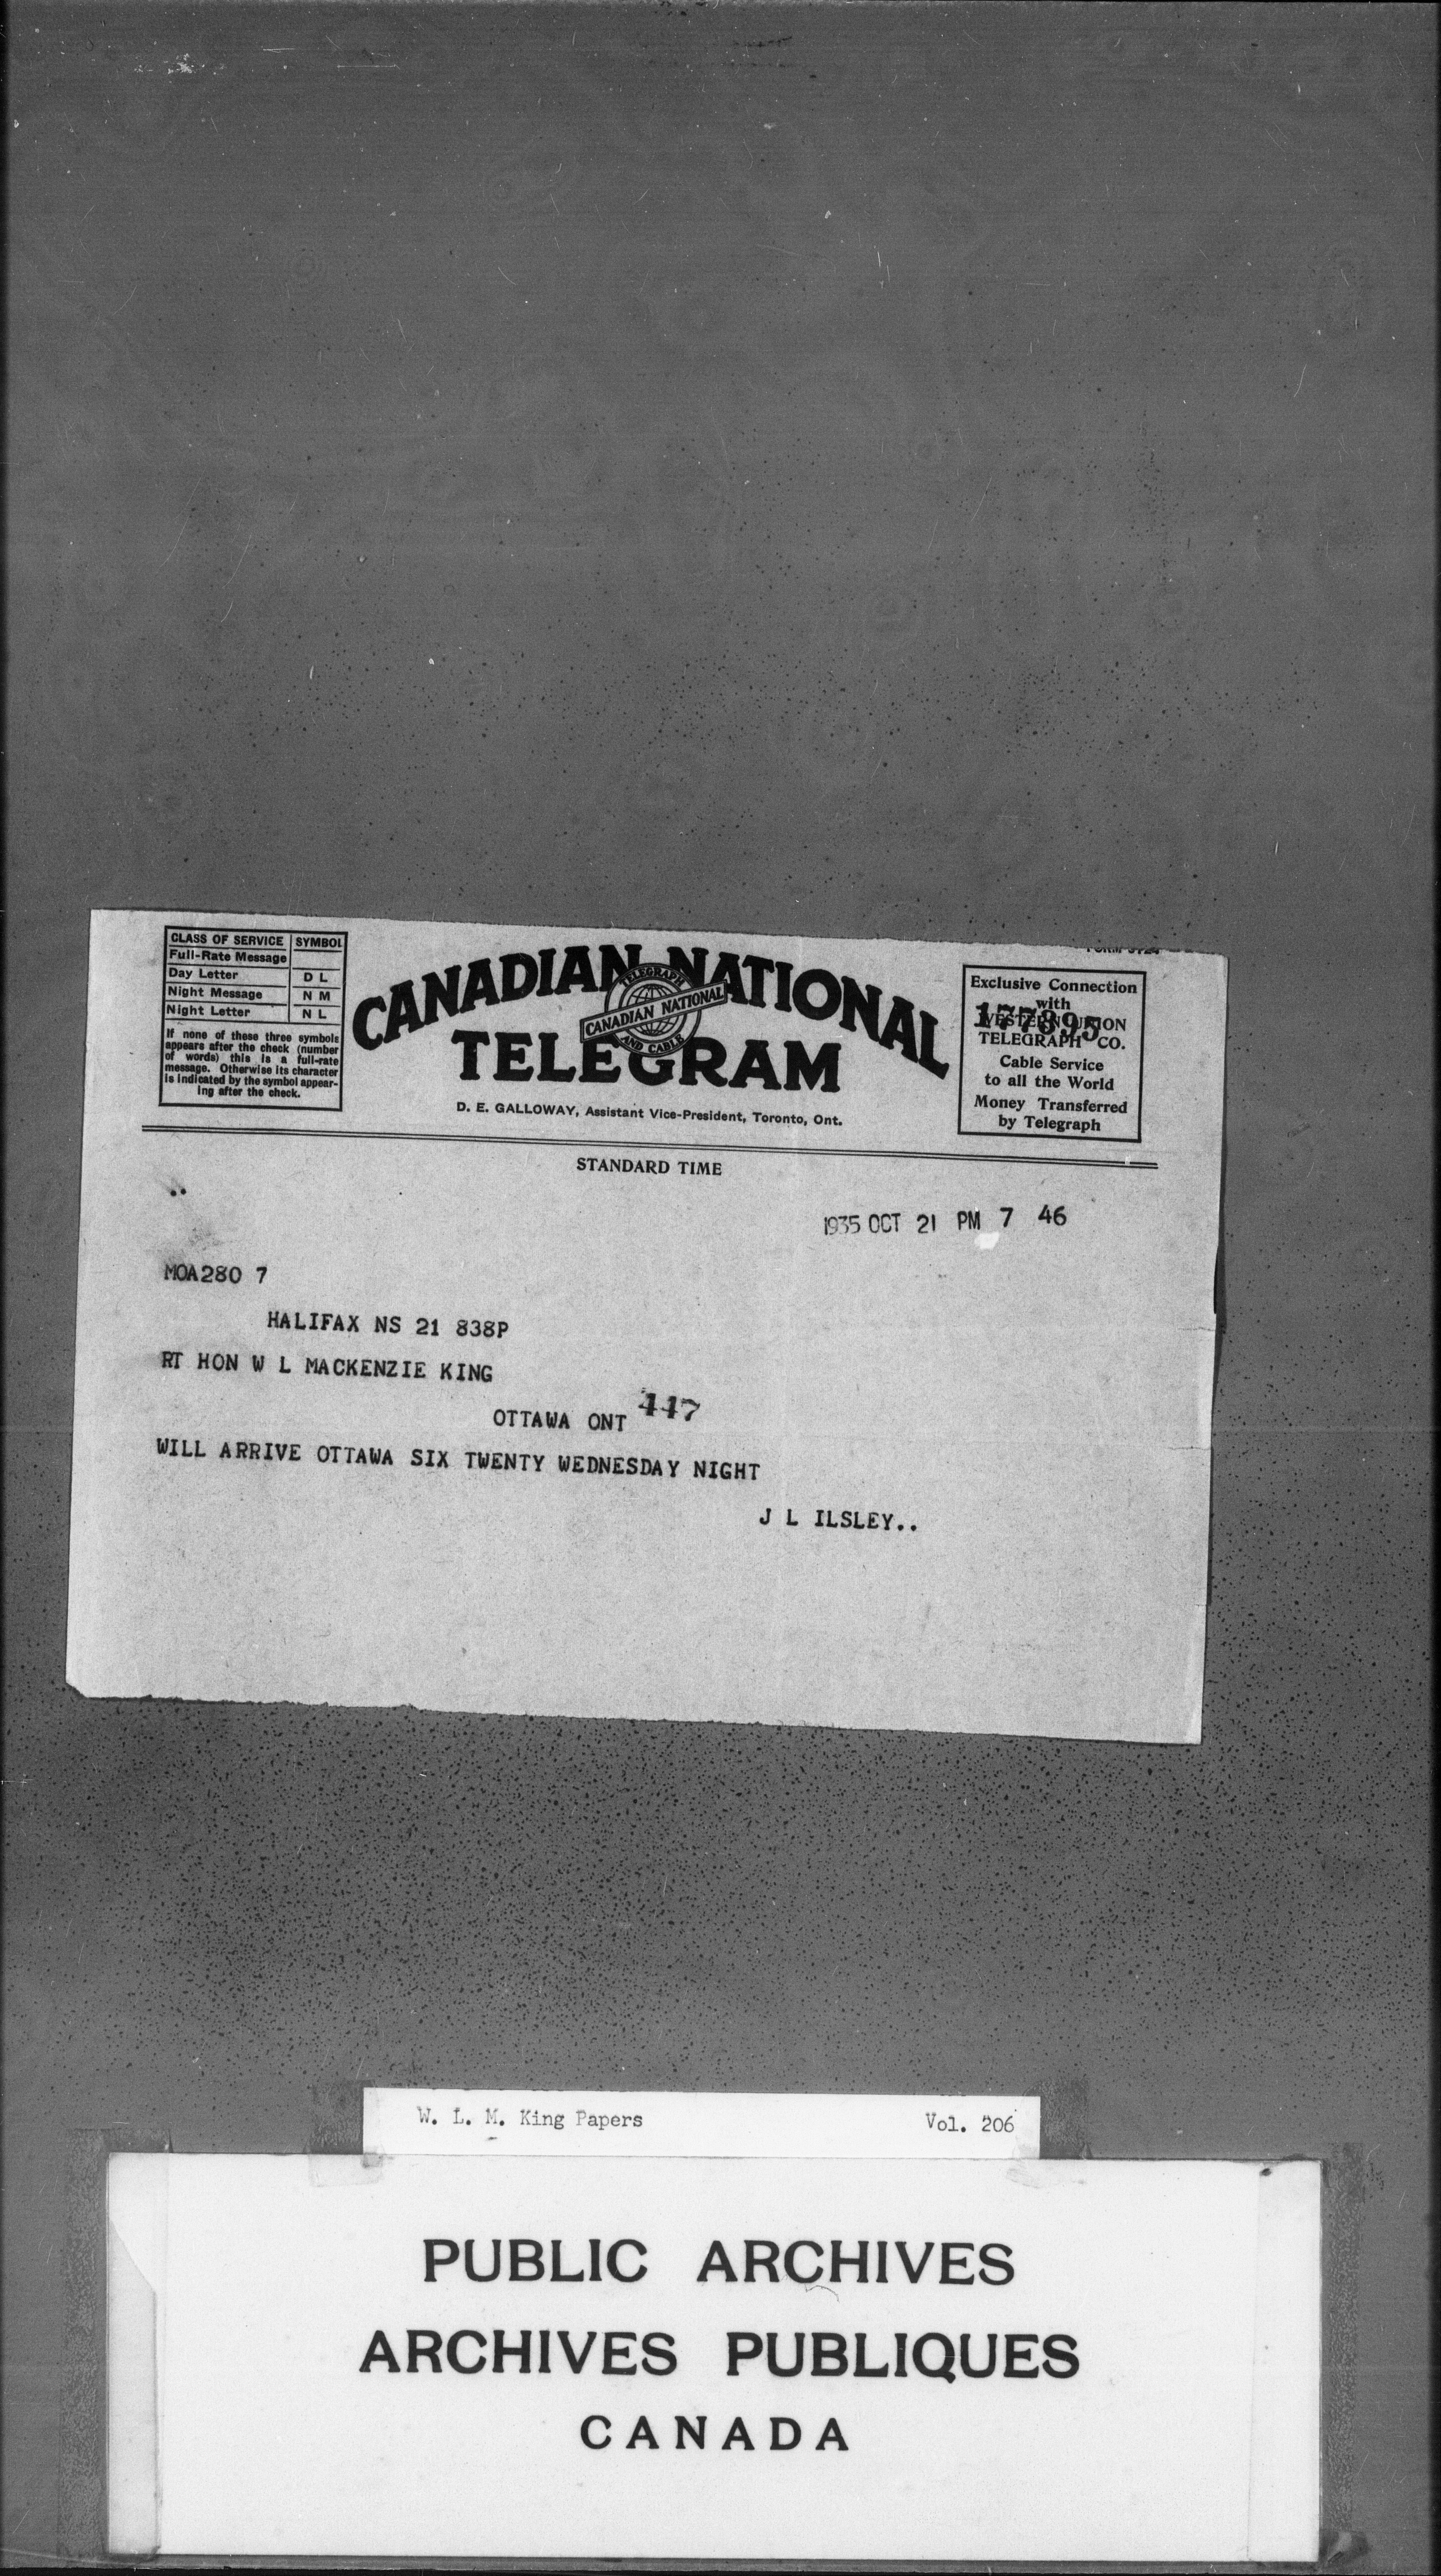 CLASS OF SERVICE SYMBOL
Full-Rate Message
Day Letter D L
Night Message N M
Night Letter N L
If none of these three symbols
appears after the check (number
of words) this is a full-rate
message. Otherwise its character
is indicated by the symbol appear-
ing after the check.
CANADIAN NATIONAL
TELEGRAPH
CANADIAN NATIONAL
AND CABLE
TELEGRAM
D. E. GALLOWAY, Assistant Vice-President, Toronto, Ont.
Exclusive Connection
with
WESTERN UNION
177895
TELEGRAPH CO.
Cable Service
to all the World
Money Transferred
by Telegraph
STANDARD TIME
1935 OCT 21 PM 7 46
MOA280 7
HALIFAX NS 21 838P
RT HON W L MACKENZIE KING
OTTAWA ONT 447
WILL ARRIVE OTTAWA SIX TWENTY WEDNESDAY NIGHT
J L ILSLEY..
W. L. M. King Papers Vol. 206
PUBLIC ARCHIVES
ARCHIVES PUBLIQUES
CANADA